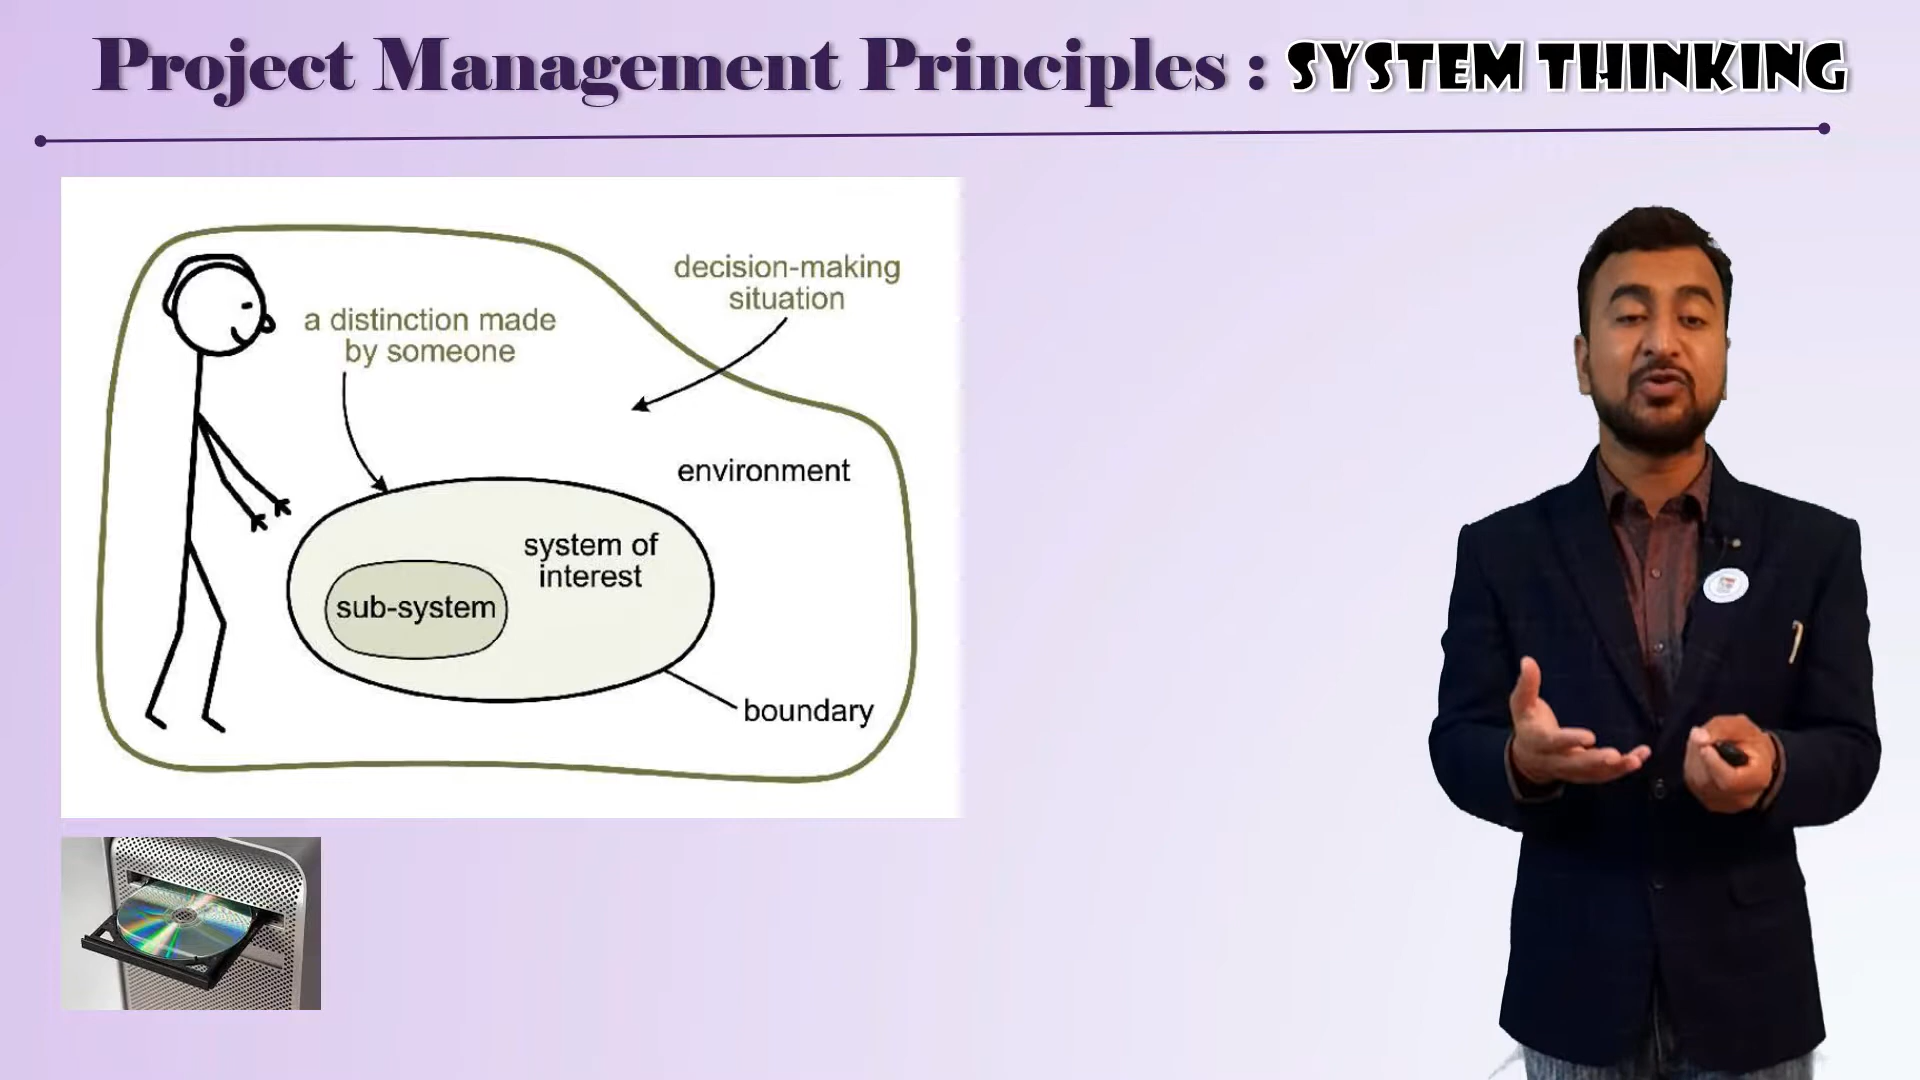 Project Management Principles : SYSTEM THINKING
decision-making
situation
a distinction made
by someone
environment
system of
interest
sub-system
boundary